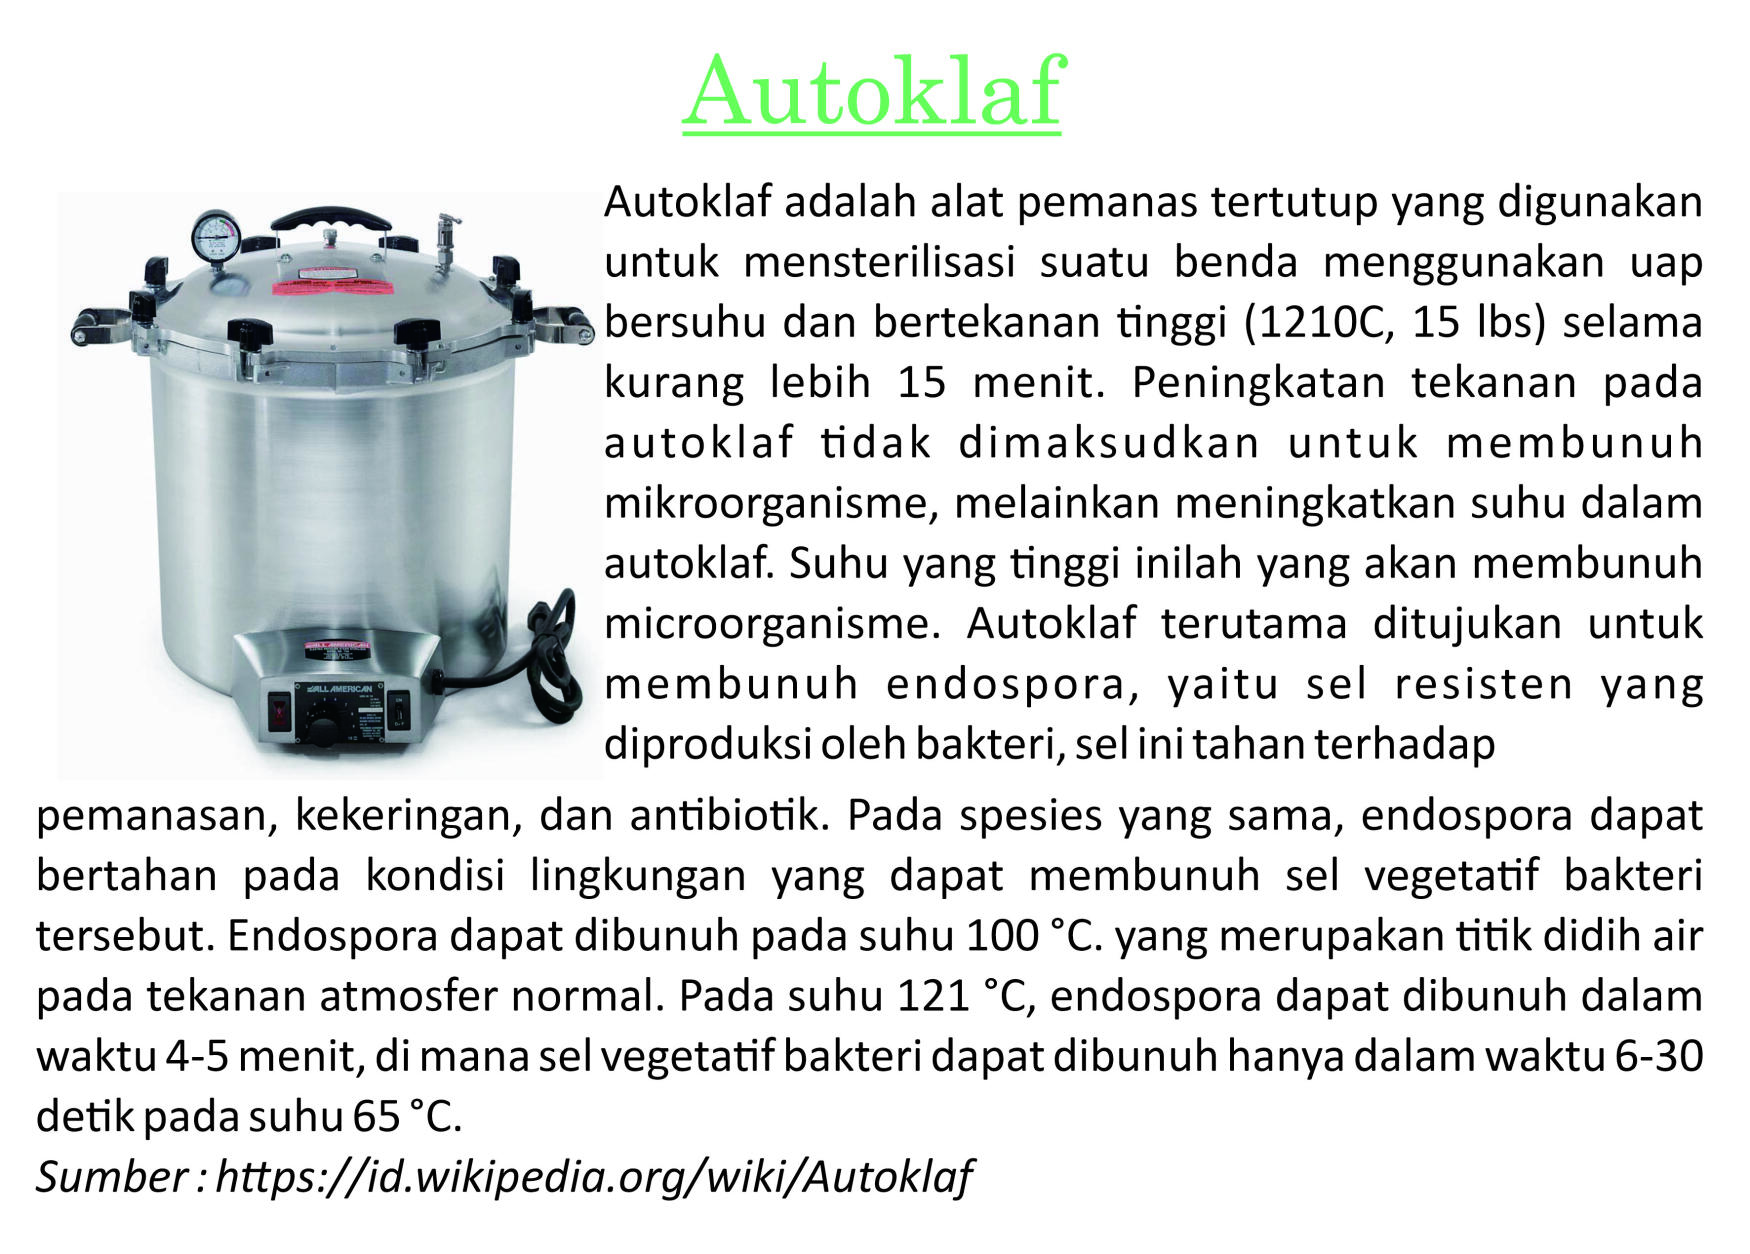 Autoklaf
Autoklaf adalah alat pemanas tertutup yang digunakan
untuk mensterilisasi suatu benda menggunakan uap
bersuhu dan bertekanan tinggi (1210C, 15 lbs) selama
kurang lebih 15 menit. Peningkatan tekanan pada
autoklaf tidak dimaksudkan untuk membunuh
mikroorganisme, melainkan meningkatkan suhu dalam
autoklaf. Suhu yang tinggi inilah yang akan membunuh
microorganisme. Autoklaf terutama ditujukan untuk
membunuh endospora, yaitu sel resisten yang
diproduksi oleh bakteri, sel ini tahan terhadap
ALL AMERICAN
ALL AMERICAN
pemanasan, kekeringan, dan antibiotik. Pada spesies yang sama, endospora dapat
bertahan pada kondisi lingkungan yang dapat membunuh sel vegetatif bakteri
tersebut. Endospora dapat dibunuh pada suhu 100 °C. yang merupakan titik didih air
pada tekanan atmosfer normal. Pada suhu 121 °C, endospora dapat dibunuh dalam
waktu 4-5 menit, di mana sel vegetatif bakteri dapat dibunuh hanya dalam waktu 6-30
detik pada suhu 65 °C.
Sumber : https://id.wikipedia.org/wiki/Autoklaf